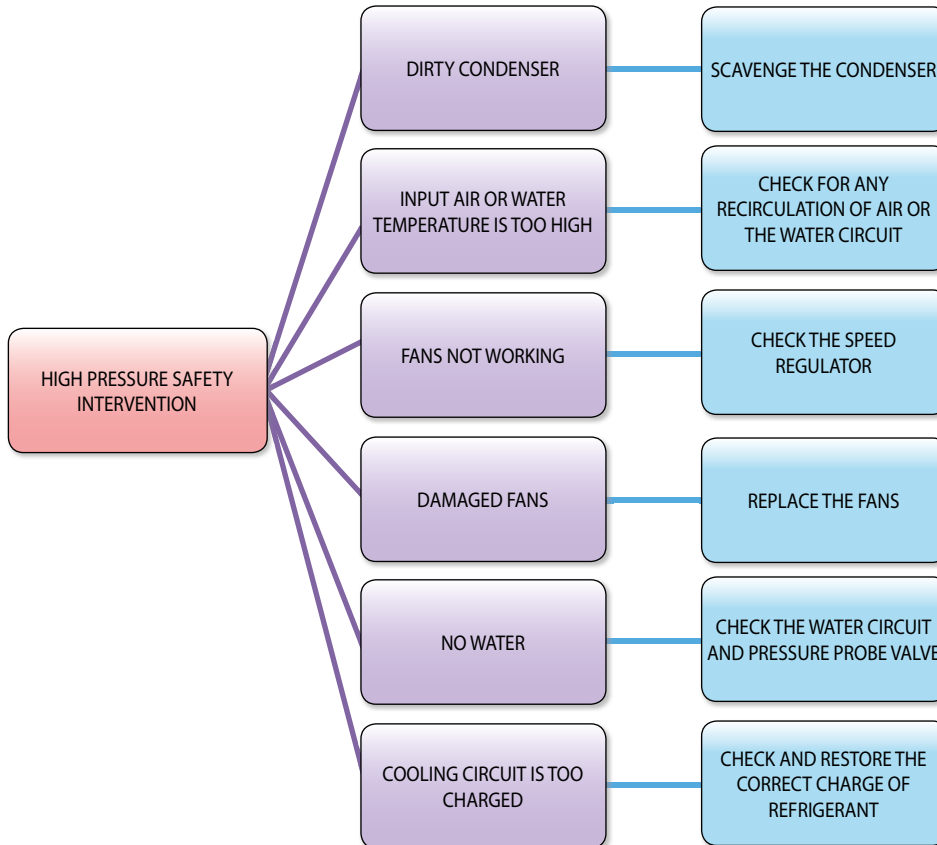 DIRTY CONDENSER
SCAVENGE THE CONDENSER
INPUT AIR OR WATER
TEMPERATURE IS TOO HIGH
CHECK FOR ANY
RECIRCULATION OF AIR OR
THE WATER CIRCUIT
HIGH PRESSURE SAFETY
INTERVENTION
FANS NOT WORKING
CHECK THE SPEED
REGULATOR
DAMAGED FANS
REPLACE THE FANS
NO WATER
CHECK THE WATER CIRCUIT
AND PRESSURE PROBE VALVE
COOLING CIRCUIT IS TOO
CHARGED
CHECK AND RESTORE THE
CORRECT CHARGE OF
REFRIGERANT